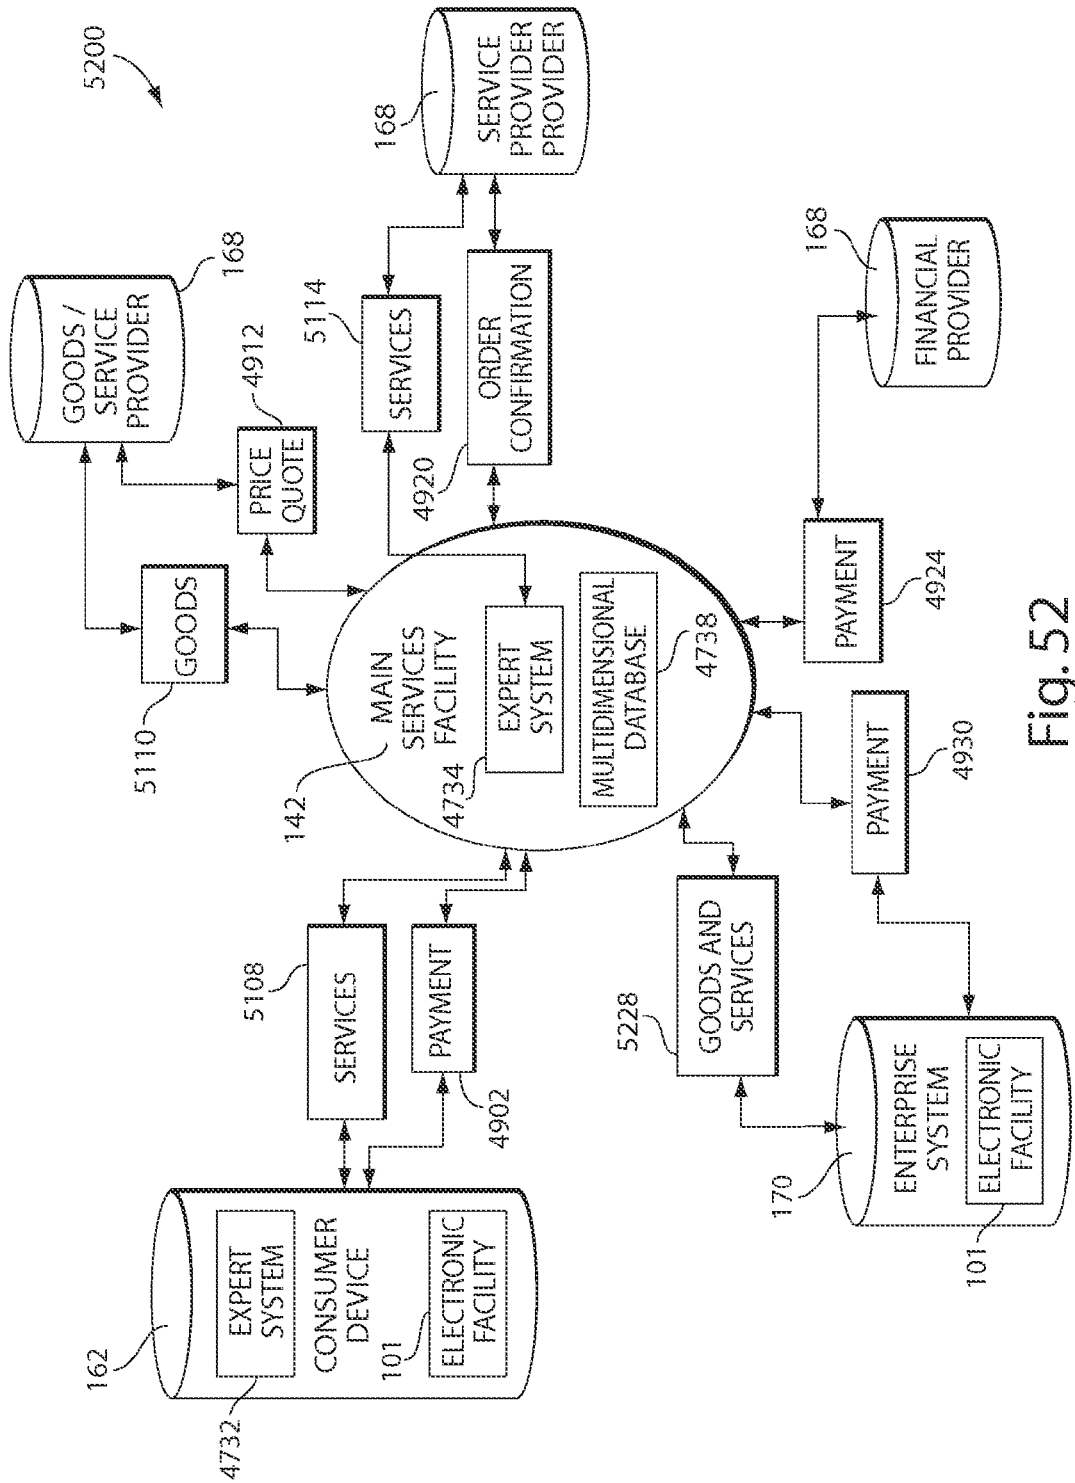 5200
162
EXPERT
SYSTEM
4732
CONSUMER
DEVICE
101
ELECTRONIC
FACILITY
5108
SERVICES
PAYMENT
4902
142
MAIN
SERVICES
FACILITY
4734
EXPERT
SYSTEM
MULTIDIMENSIONAL
DATABASE
4738
5110
GOODS
PRICE
QUOTE
4912
GOODS /
SERVICE
PROVIDER
168
5114
SERVICES
4920
ORDER
CONFIRMATION
168
SERVICE
PROVIDER
PROVIDER
5228
GOODS AND
SERVICES
170
ENTERPRISE
SYSTEM
ELECTRONIC
FACILITY
101
PAYMENT
4930
PAYMENT
4924
168
FINANCIAL
PROVIDER
Fig. 52